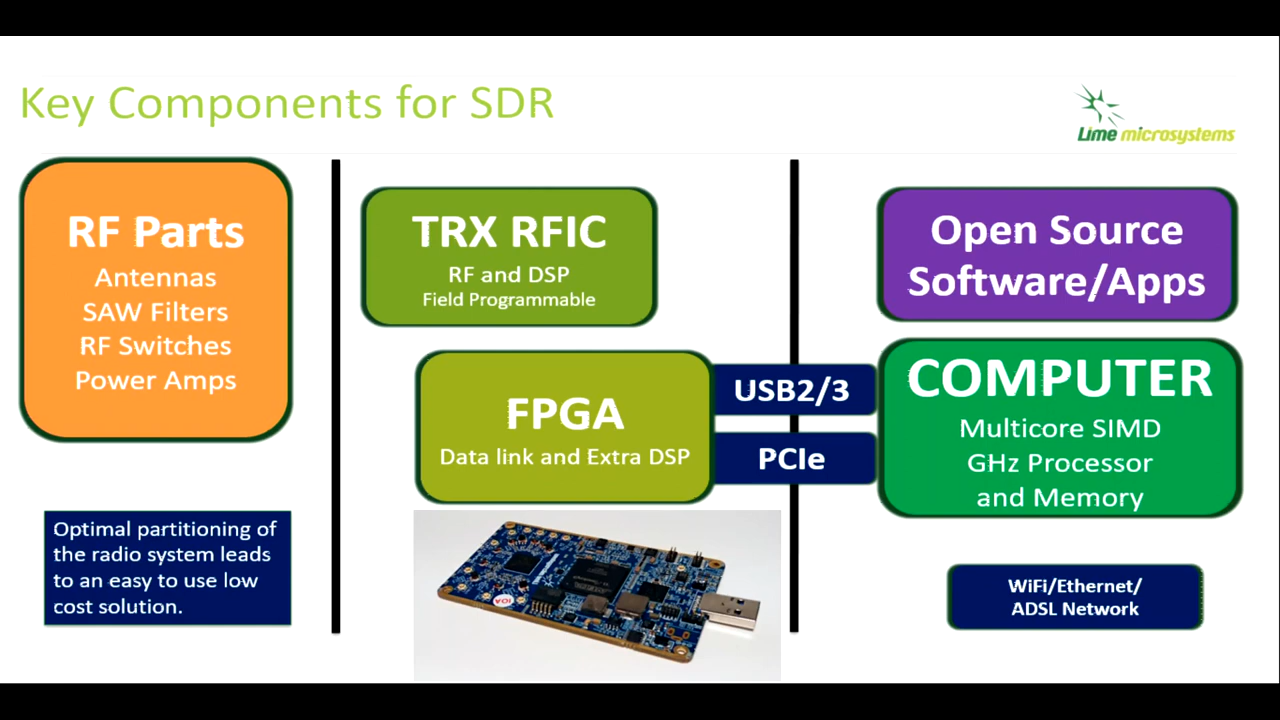 Key Components for SDR
Lime microsystems
RF Parts
Antennas
SAW Filters
RF Switches
Power Amps
TRX RFIC
RF and DSP
Field Programmable
Open Source
Software/Apps
FPGA
Data link and Extra DSP
USB2/3
PCIe
COMPUTER
Multicore SIMD
GHz Processor
and Memory
Optimal partitioning of
the radio system leads
to an easy to use low
cost solution.
WiFi/Ethernet/
ADSL Network